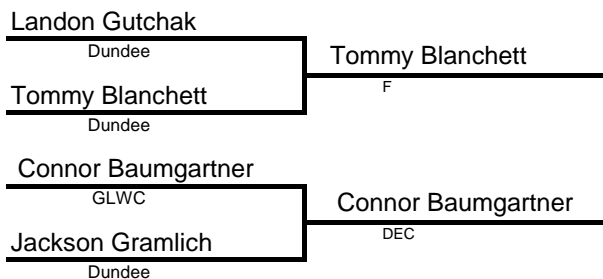 Landon Gutchak
Dundee
Tommy Blanchett
F
Tommy Blanchett
Dundee
Connor Baumgartner
GLWC
Connor Baumgartner
DEC
Jackson Gramlich
Dundee